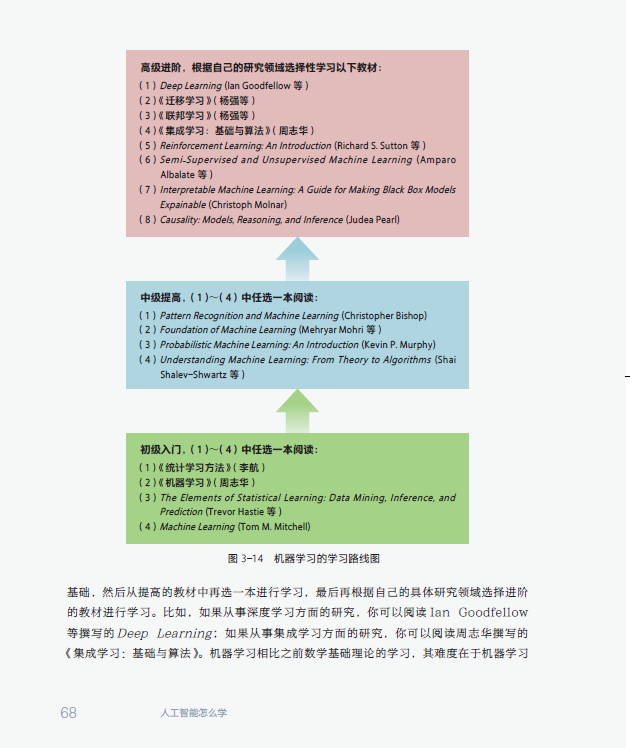 高级进阶，根据自己的研究领域选择性学习以下教材：
（1）Deep Learning (Ian Goodfellow 等）
（2）《迁移学习》（杨强等）
（3）《联邦学习》（杨强等）
（4）《集成学习：基础与算法》（周志华）
（5）Reinforcement Learning: An Introduction (Richard S. Sutton 等）
（6）Semi-Supervised and Unsupervised Machine Learning (Amparo
Albalate 等）
（7）Interpretable Machine Learning: A Guide for Making Black Box Models
Expainable (Christoph Molnar)
（8）Causality: Models, Reasoning, and Inference (Judea Pearl)
中级提高，（1）～（4）中任选一本阅读：
（1）Pattern Recognition and Machine Learning (Christopher Bishop)
（2）Foundation of Machine Learning (Mehryar Mohri 等）
（3）Probabilistic Machine Learning: An Introduction (Kevin P. Murphy)
（4）Understanding Machine Learning: From Theory to Algorithms (Shai
Shalev-Shwartz 等）
初级入门，（1）～（4）中任选一本阅读：
（1）《统计学习方法》（李航）
（2）《机器学习》（周志华）
（3）The Elements of Statistical Learning: Data Mining, Inference, and
Prediction (Trevor Hastie 等）
（4）Machine Learning (Tom M. Mitchell)
图 3-14 机器学习的学习路线图
基础，然后从提高的教材中再选一本进行学习，最后再根据自己的具体研究领域选择进阶
的教材进行学习。比如，如果从事深度学习方面的研究，你可以阅读 Ian Goodfellow
等撰写的 Deep Learning；如果从事集成学习方面的研究，你可以阅读周志华撰写的
《集成学习：基础与算法》。机器学习相比之前数学基础理论的学习，其难度在于机器学习
68 人工智能怎么学